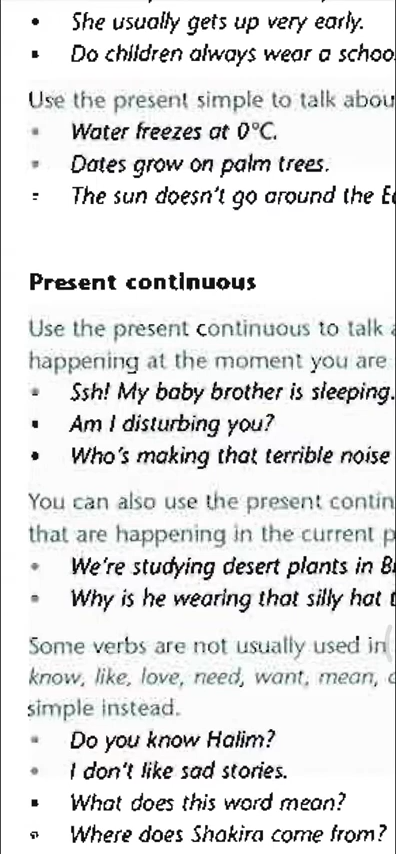 • She usually gets up very early.
• Do children always wear a schoo
Use the present simple to talk abou
• Water freezes at 0°C.
• Dates grow on palm trees.
• The sun doesn't go around the Ea
Present continuous
Use the present continuous to talk a
happening at the moment you are
• Ssh! My baby brother is sleeping.
• Am I disturbing you?
• Who's making that terrible noise
You can also use the present contin
that are happening in the current p
• We're studying desert plants in Bi
• Why is he wearing that silly hat t
Some verbs are not usually used in
know, like, love, need, want, mean,
simple instead.
• Do you know Halim?
• I don't like sad stories.
• What does this word mean?
• Where does Shakira come from?